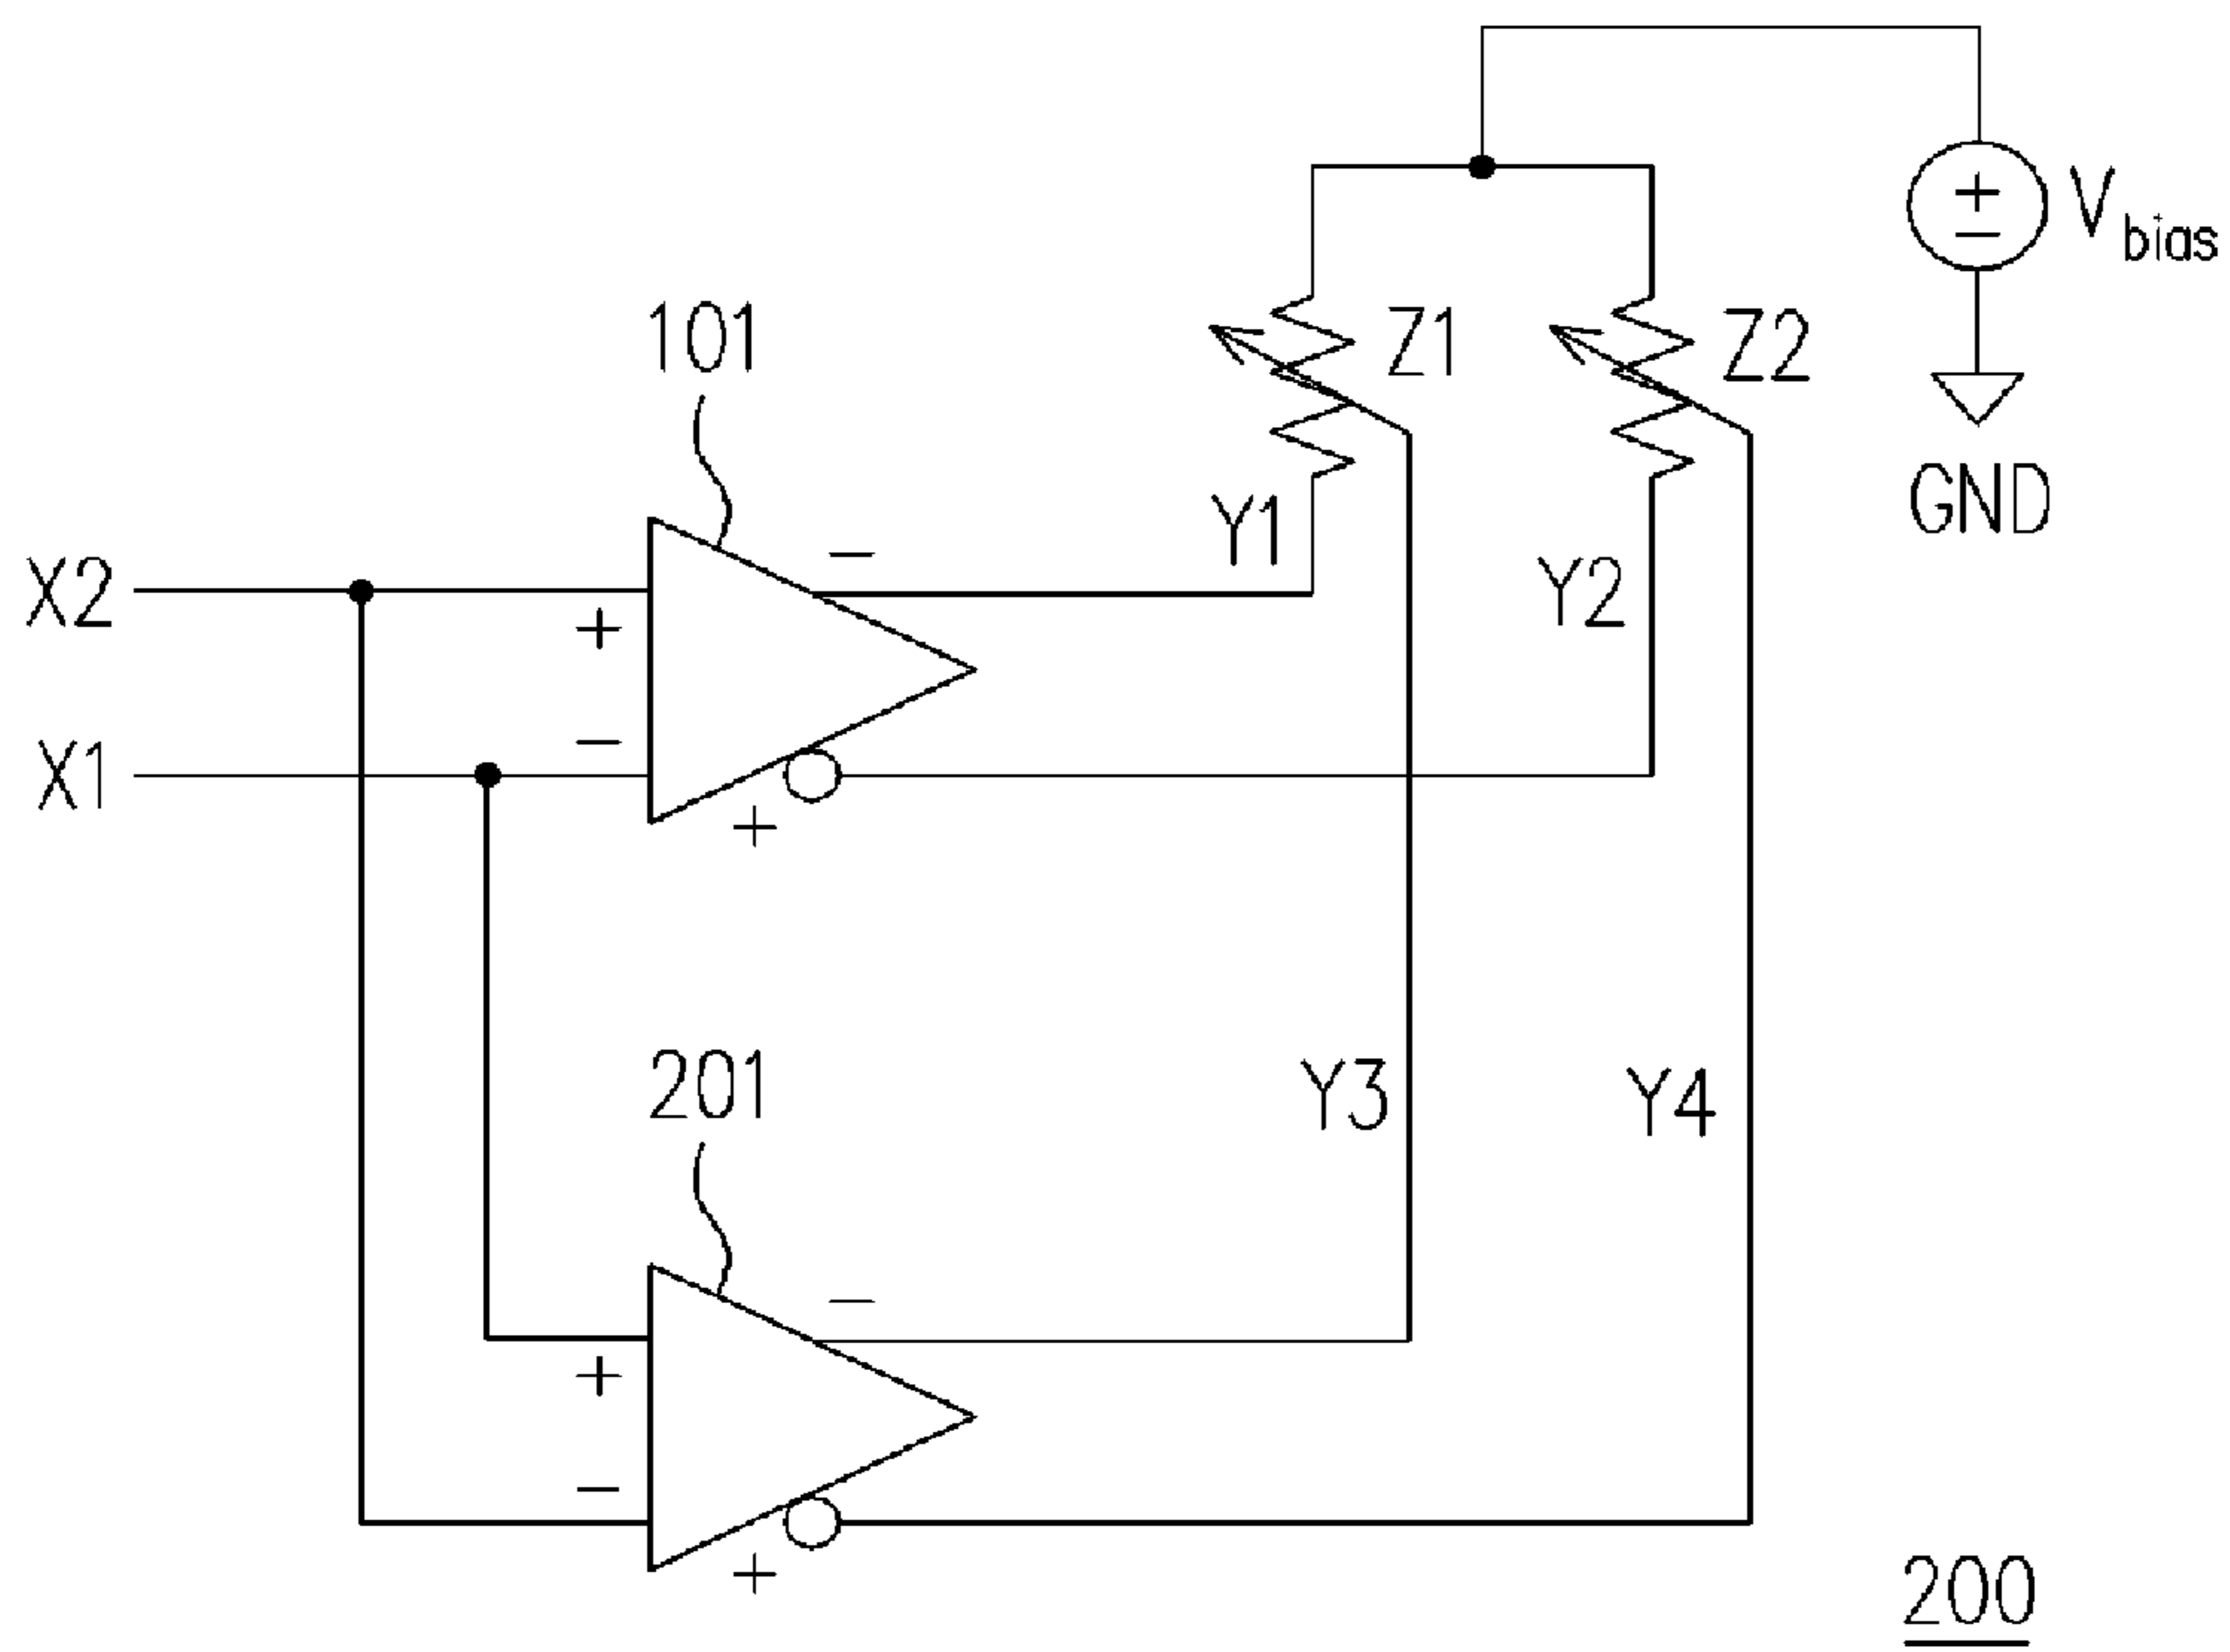 V bias
101
Z1
Z2
GND
Y1
X2
+
−
Y2
−
X1
+
201
Y3
Y4
−
+
−
+
200
+
−